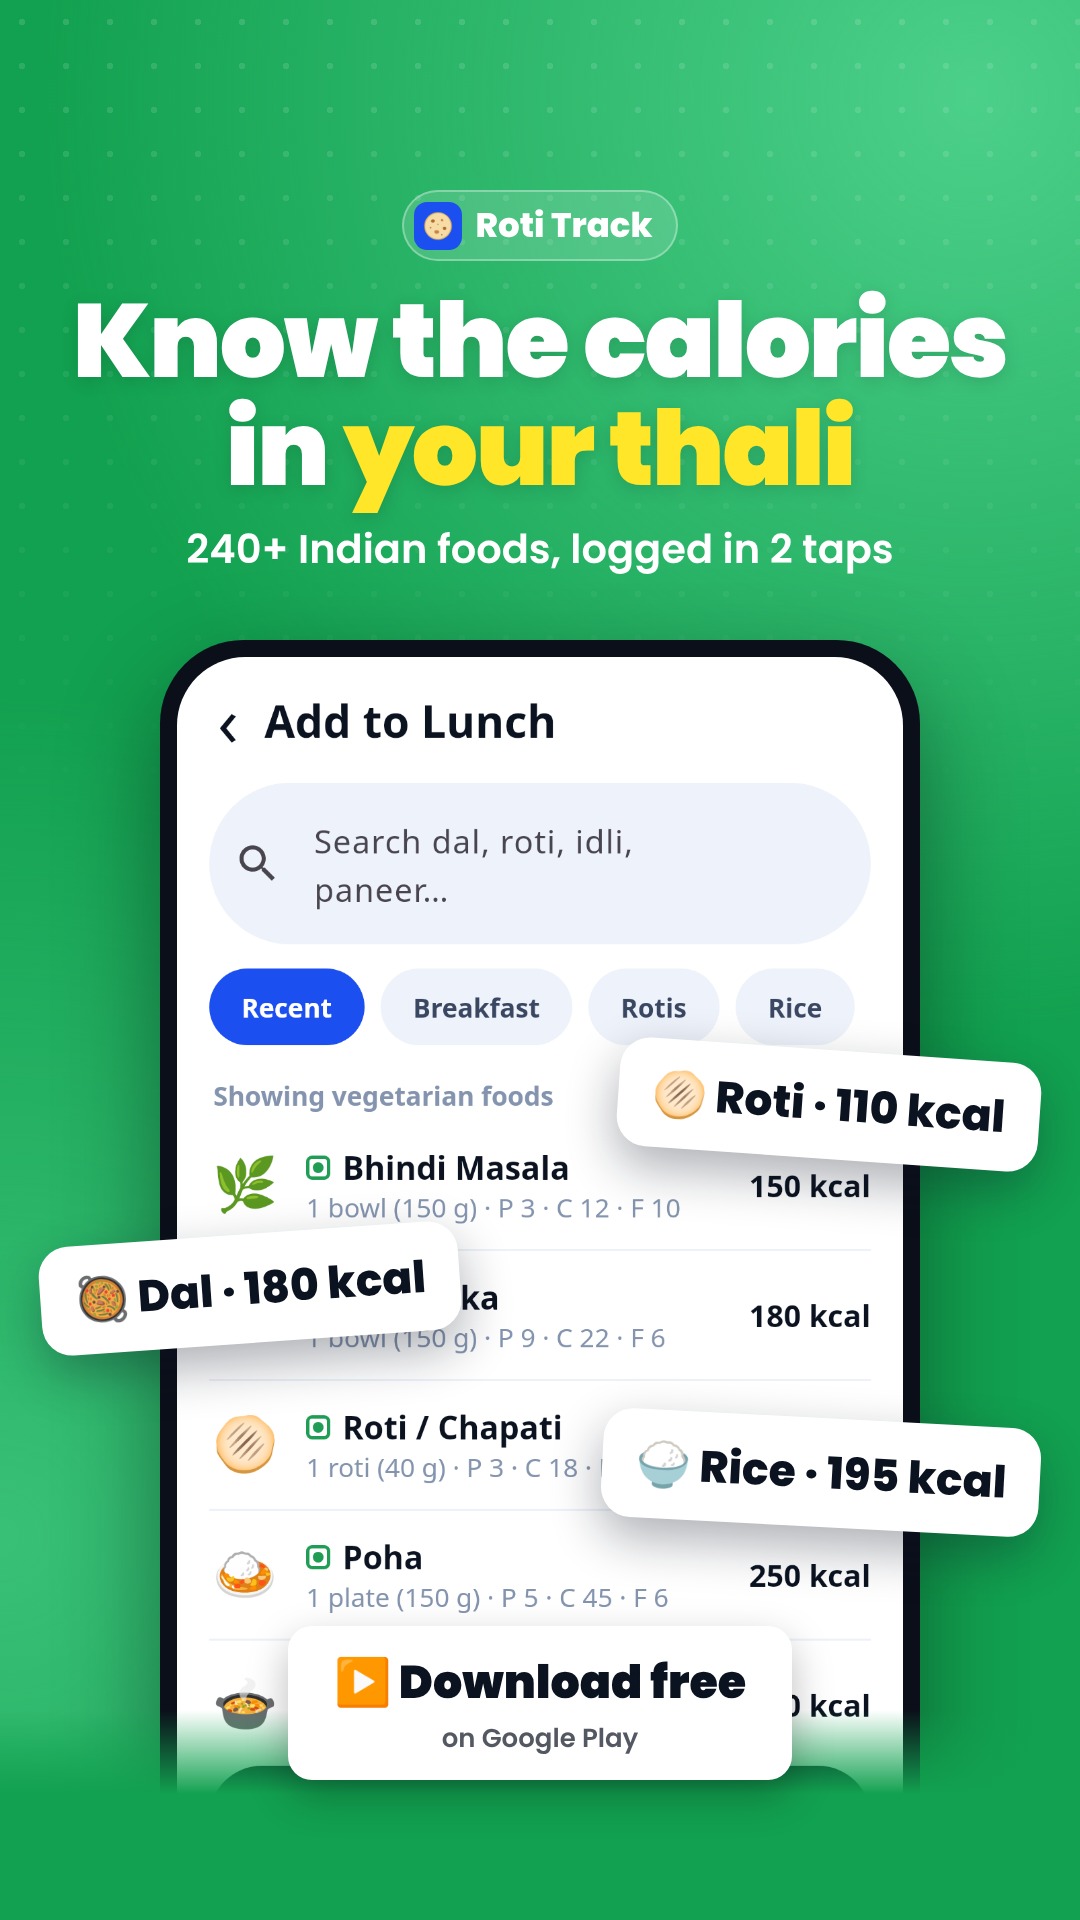 Roti Track
Know the calories
in your thali
240+ Indian foods, logged in 2 taps
Add to Lunch
Search dal, roti, idli,
paneer...
Recent
Breakfast
Rotis
Rice
Showing vegetarian foods
Roti · 110 kcal
Bhindi Masala
1 bowl (150 g) · P 3 · C 12 · F 10
150 kcal
Dal · 180 kcal
ka
1 bowl (150 g) · P 9 · C 22 · F 6
180 kcal
Roti / Chapati
1 roti (40 g) · P 3 · C 18 ·
Rice · 195 kcal
Poha
1 plate (150 g) · P 5 · C 45 · F 6
250 kcal
Download free
on Google Play
kcal